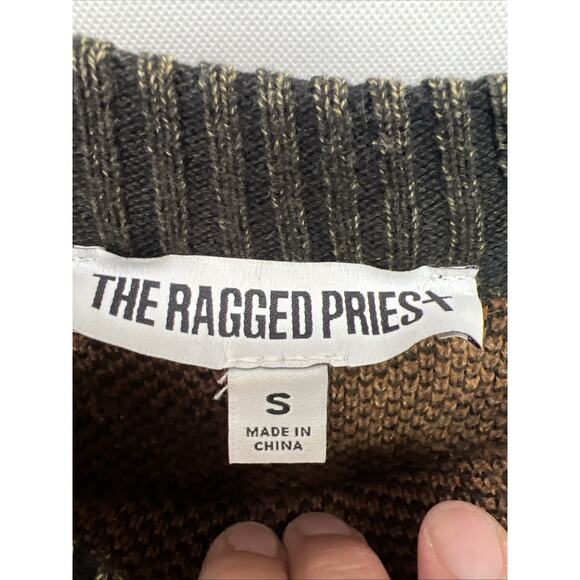 THE RAGGED PRIEST
S
MADE IN
CHINA